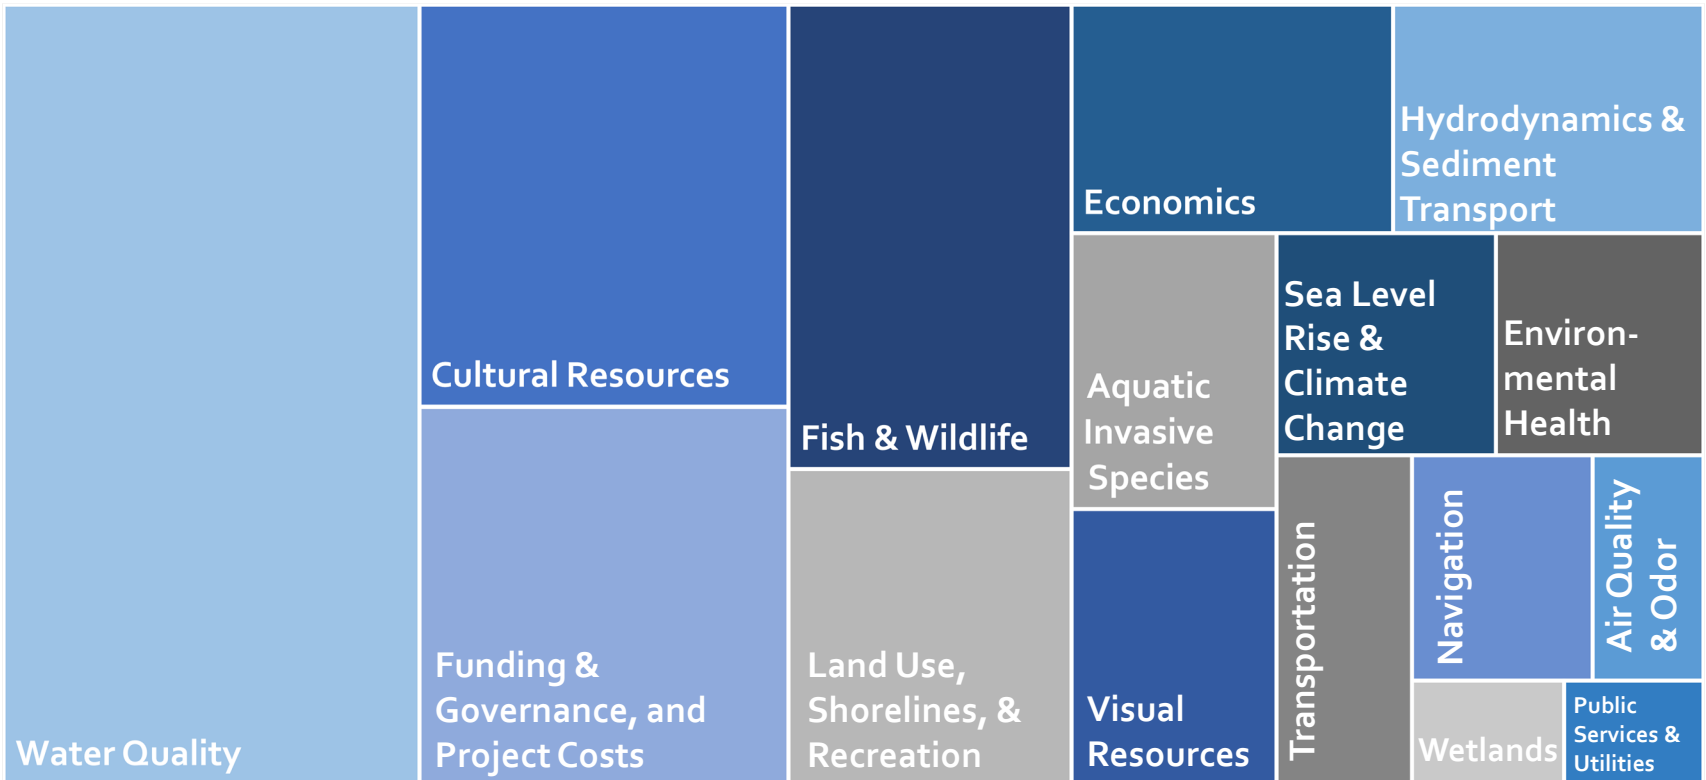 Water Quality
Cultural Resources
Funding &
Governance, and
Project Costs
Fish & Wildlife
Land Use,
Shorelines, &
Recreation
Economics
Hydrodynamics &
Sediment
Transport
Aquatic
Invasive
Species
Sea Level
Rise &
Climate
Change
Environ-
mental
Health
Visual
Resources
Transportation
Navigation
Air Quality
& Odor
Wetlands
Public
Services &
Utilities